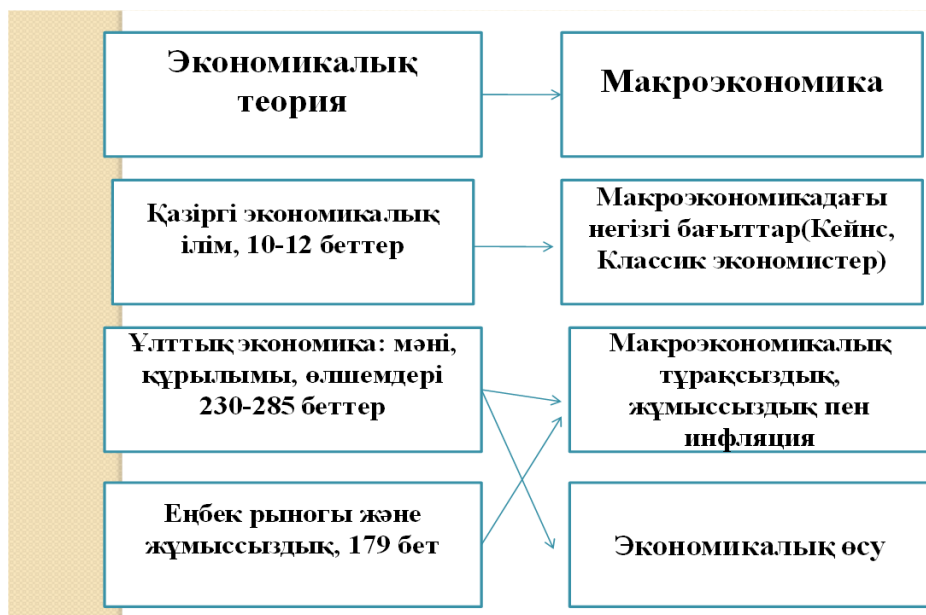 Экономикалық
теория
Макроэкономика
Қазіргі экономикалық
ілім, 10-12 беттер
Макроэкономикадағы
негізгі бағыттар(Кейнс,
Классик экономистер)
Ұлттық экономика: мәні,
құрылымы, өлшемдері
230-285 беттер
Макроэкономикалық
тұрақсыздық,
жұмыссыздық пен
инфляция
Еңбек рыногы және
жұмыссыздық, 179 бет
Экономикалық өсу